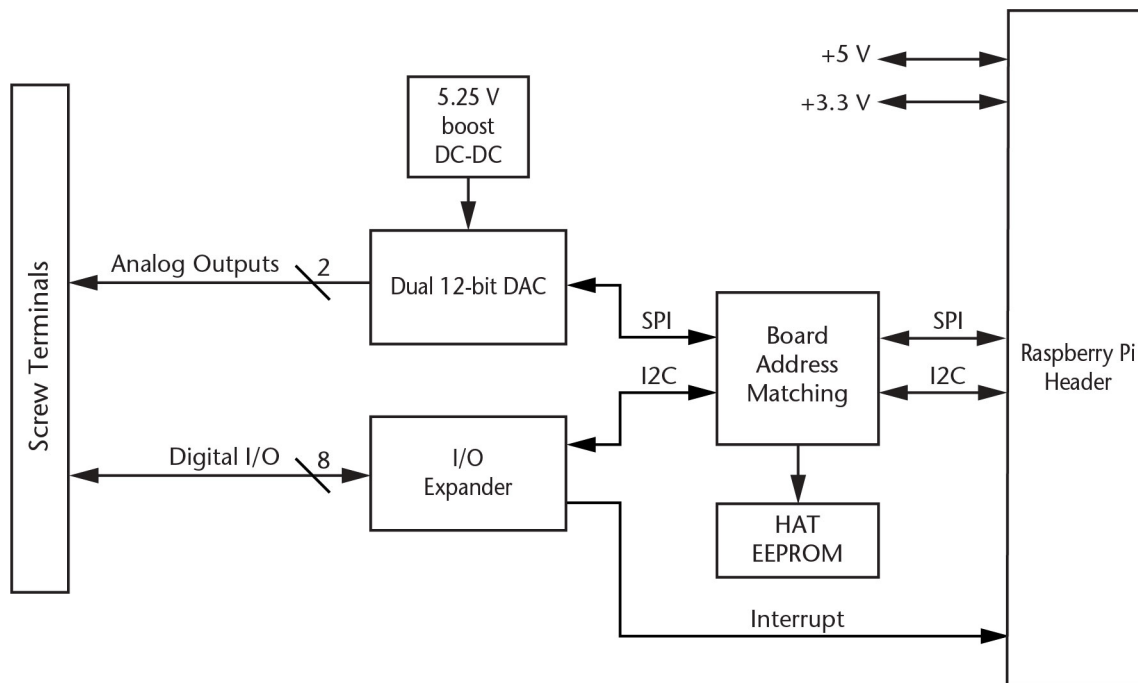 +5 V
+3.3 V
5.25 V
boost
DC-DC
Screw Terminals
Analog Outputs
2
Dual 12-bit DAC
SPI
I2C
Board
Address
Matching
SPI
I2C
Raspberry Pi
Header
Digital I/O
8
I/O
Expander
HAT
EEPROM
Interrupt